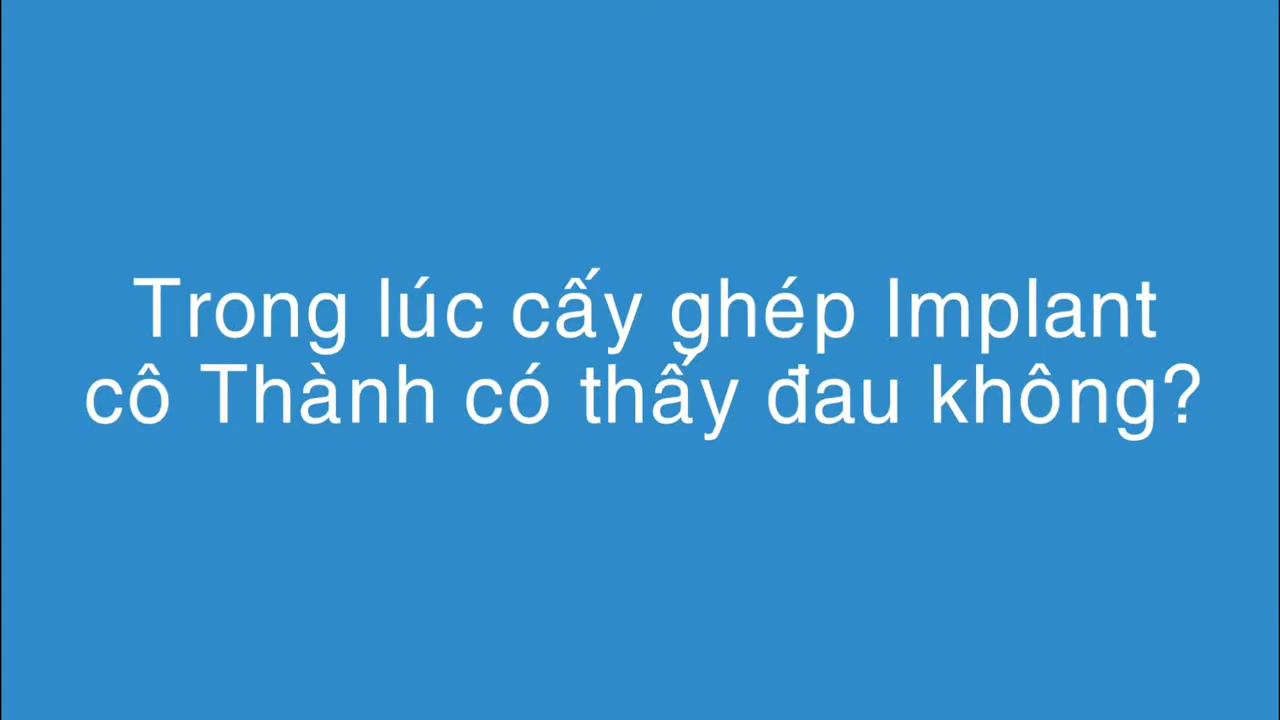 Trong lúc cấy ghép Implant
cô Thành có thấy đau không?